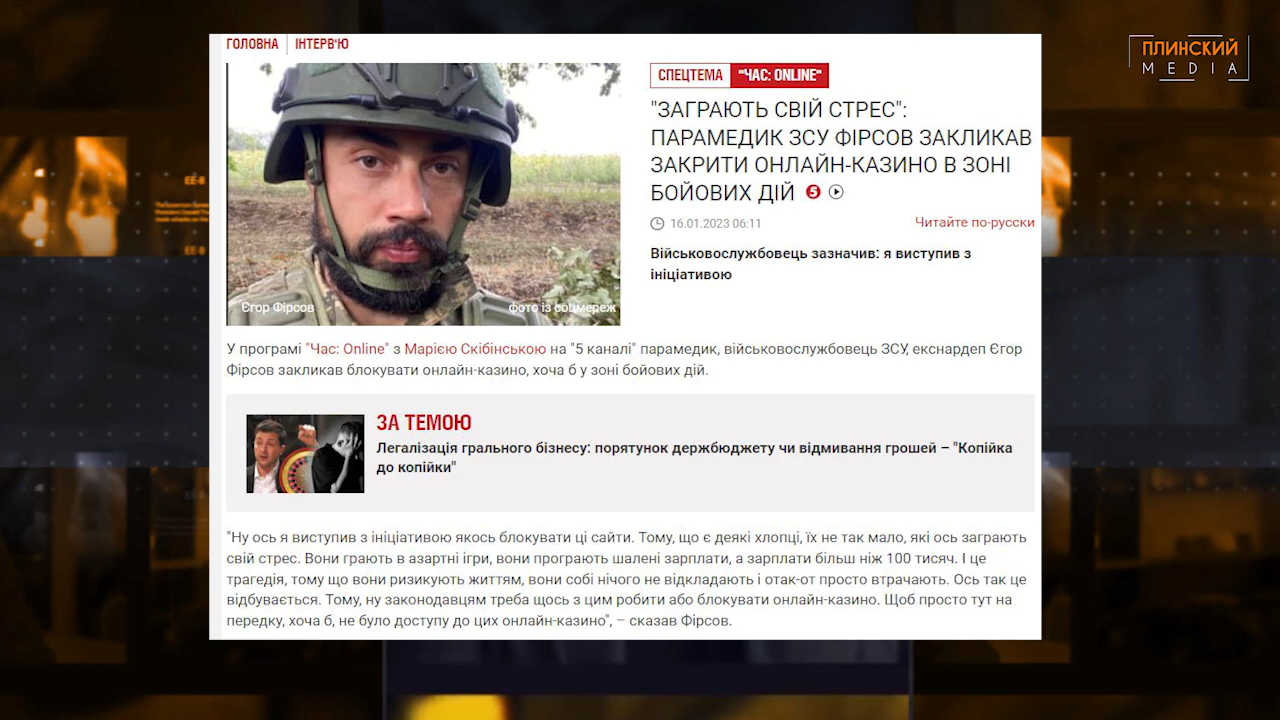 ПЛИНСКИЙ
MEDIA
ГОЛОВНА
ІНТЕРВ'Ю
Єгор Фірсов
фото із соцмереж
СПЕЦТЕМА "ЧАС: ONLINE"
"ЗАГРАЮТЬ СВІЙ СТРЕС":
ПАРАМЕДИК ЗСУ ФІРСОВ ЗАКЛИКАВ
ЗАКРИТИ ОНЛАЙН-КАЗИНО В ЗОНІ
БОЙОВИХ ДІЙ 5
16.01.2023 06:11
Читайте по-русски
Військовослужбовець зазначив: я виступив з
ініціативою
У програмі "Час: Online" з Марією Скібінською на "5 каналі" парамедик, військовослужбовець ЗСУ, екснардеп Єгор
Фірсов закликав блокувати онлайн-казино, хоча б у зоні бойових дій.
ЗА ТЕМОЮ
Легалізація грального бізнесу: порятунок держбюджету чи відмивання грошей – "Копійка
до копійки"
"Ну ось я виступив з ініціативою якось блокувати ці сайти. Тому, що є деякі хлопці, їх не так мало, які ось заграють
свій стрес. Вони грають в азартні ігри, вони програють шалені зарплати, а зарплати більш ніж 100 тисяч. І це
трагедія, тому що вони ризикують життям, вони собі нічого не відкладають і отак-от просто втрачають. Ось так це
відбувається. Тому, ну законодавцям треба щось з цим робити або блокувати онлайн-казино. Щоб просто тут на
передку, хоча б, не було доступу до цих онлайн-казино", – сказав Фірсов.
EE-8
EE-8